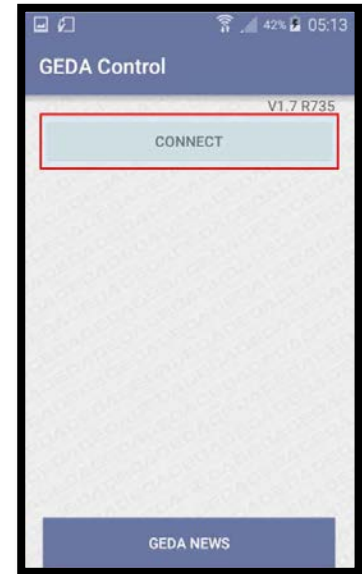 42% 05:13
GEDA Control
V1.7 R735
CONNECT
GEDA NEWS